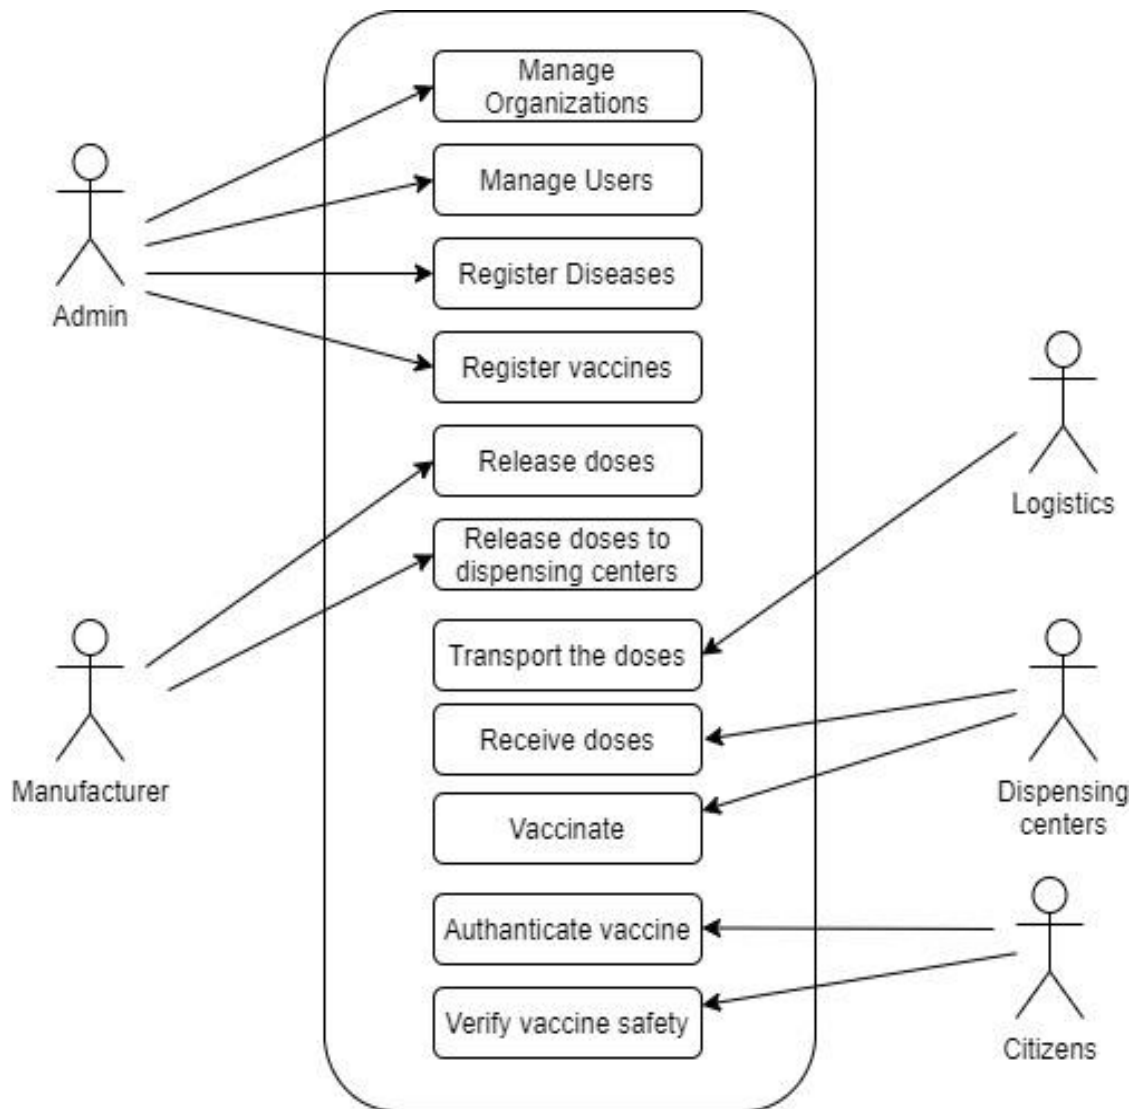 Manage
Organizations
Manage Users
Register Diseases
Admin
Register vaccines
Release doses
Logistics
Release doses to
dispensing centers
Transport the doses
Receive doses
Manufacturer
Dispensing
centers
Vaccinate
Authanticate vaccine
Verify vaccine safety
Citizens